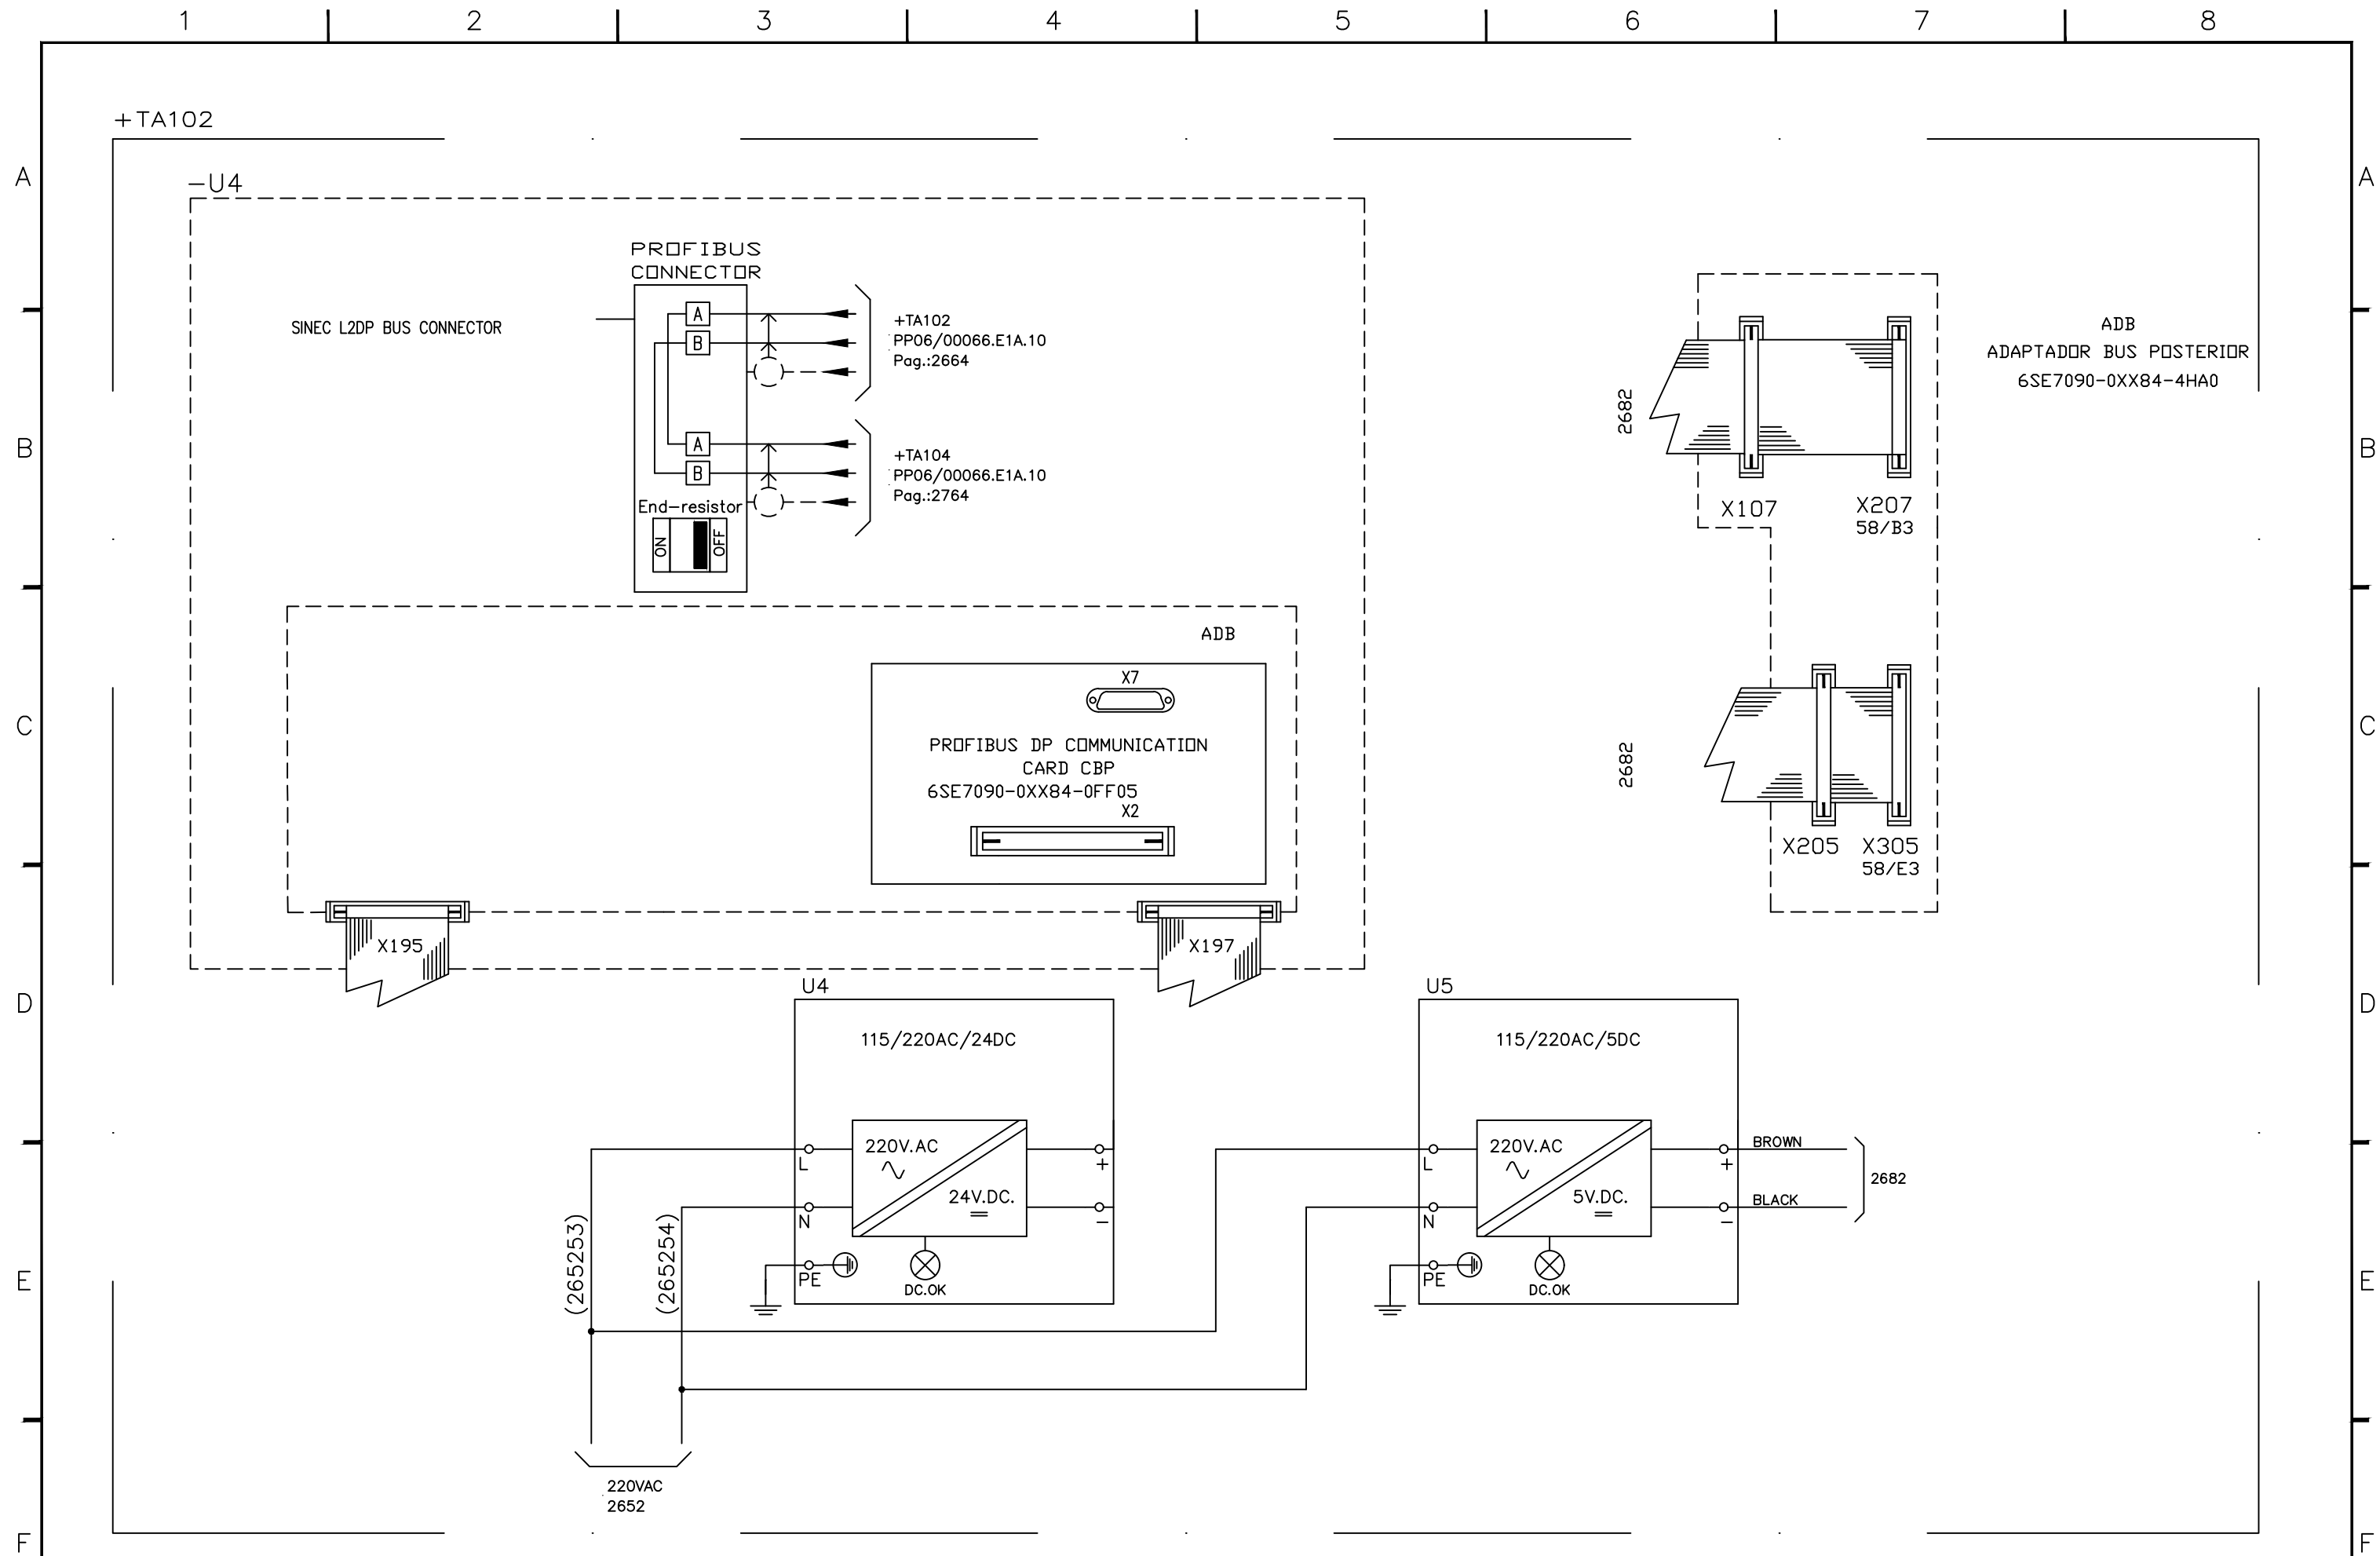 1 2 3 4 5 6 7 8
+TA102
A A
-U4
PROFIBUS
CONNECTOR
SINEC L2DP BUS CONNECTOR
A
B
+TA102
PP06/00066.E1A.10
Pag.:2664
ADB
ADAPTADOR BUS POSTERIOR
6SE7090-0XX84-4HA0
2682
B B
A
B
+TA104
PP06/00066.E1A.10
Pag.:2764
End-resistor
ON
OFF
X107
X207
58/B3
ADB
X7
PROFIBUS DP COMMUNICATION
CARD CBP
6SE7090-0XX84-0FF05
X2
C C
2682
X205
X305
58/E3
X195
X197
D D
U4
115/220AC/24DC
U5
115/220AC/5DC
220V.AC
24V.DC.
L
N
PE
+
-
DC.OK
220V.AC
5V.DC.
L
N
PE
+
-
DC.OK
BROWN
BLACK
2682
(265253)
(265254)
E E
220VAC
2652
F F